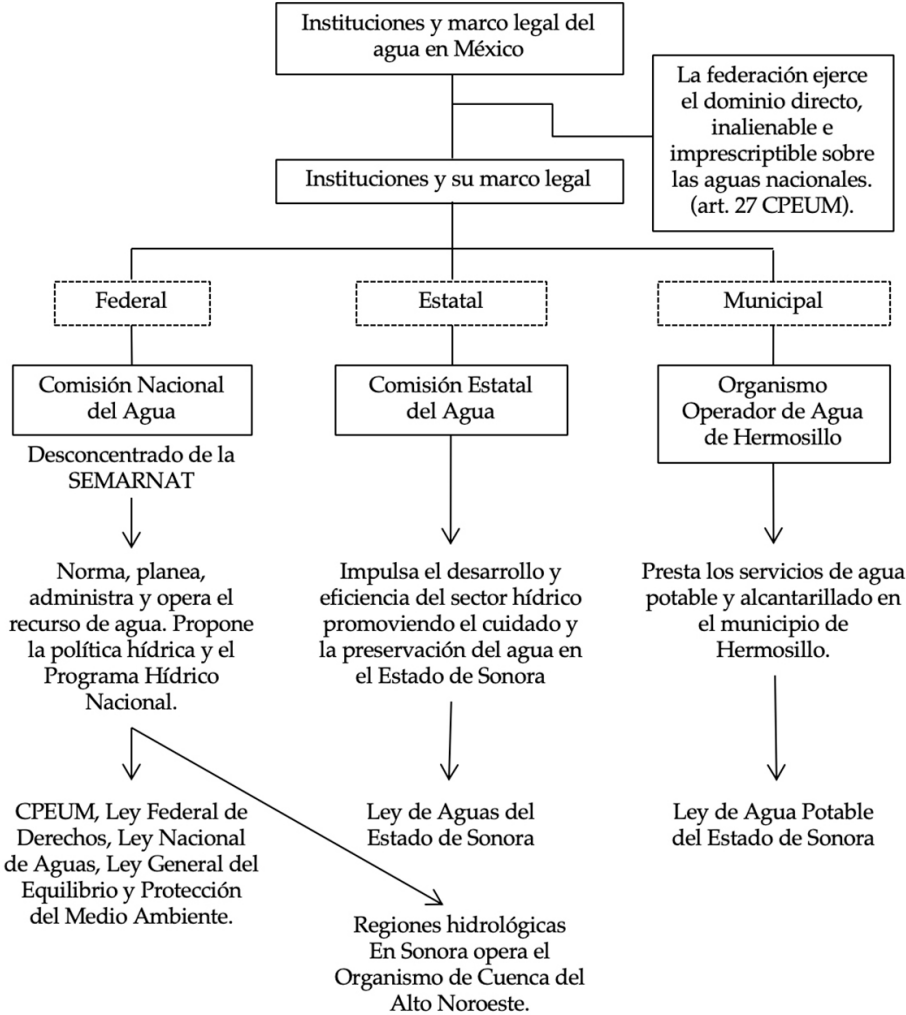 Instituciones y marco legal del
agua en México
La federación ejerce
el dominio directo,
inalienable e
imprescriptible sobre
las aguas nacionales.
(art. 27 CPEUM).
Instituciones y su marco legal
Federal
Estatal
Municipal
Comisión Nacional
del Agua
Comisión Estatal
del Agua
Organismo
Operador de Agua
de Hermosillo
Desconcentrado de la
SEMARNAT
Norma, planea,
administra y opera el
recurso de agua. Propone
la política hídrica y el
Programa Hídrico
Nacional.
Impulsa el desarrollo y
eficiencia del sector hídrico
promoviendo el cuidado y
la preservación del agua en
el Estado de Sonora
Presta los servicios de agua
potable y alcantarillado en
el municipio de
Hermosillo.
CPEUM, Ley Federal de
Derechos, Ley Nacional
de Aguas, Ley General del
Equilibrio y Protección
del Medio Ambiente.
Ley de Aguas del
Estado de Sonora
Ley de Agua Potable
del Estado de Sonora
Regiones hidrológicas
En Sonora opera el
Organismo de Cuenca del
Alto Noroeste.